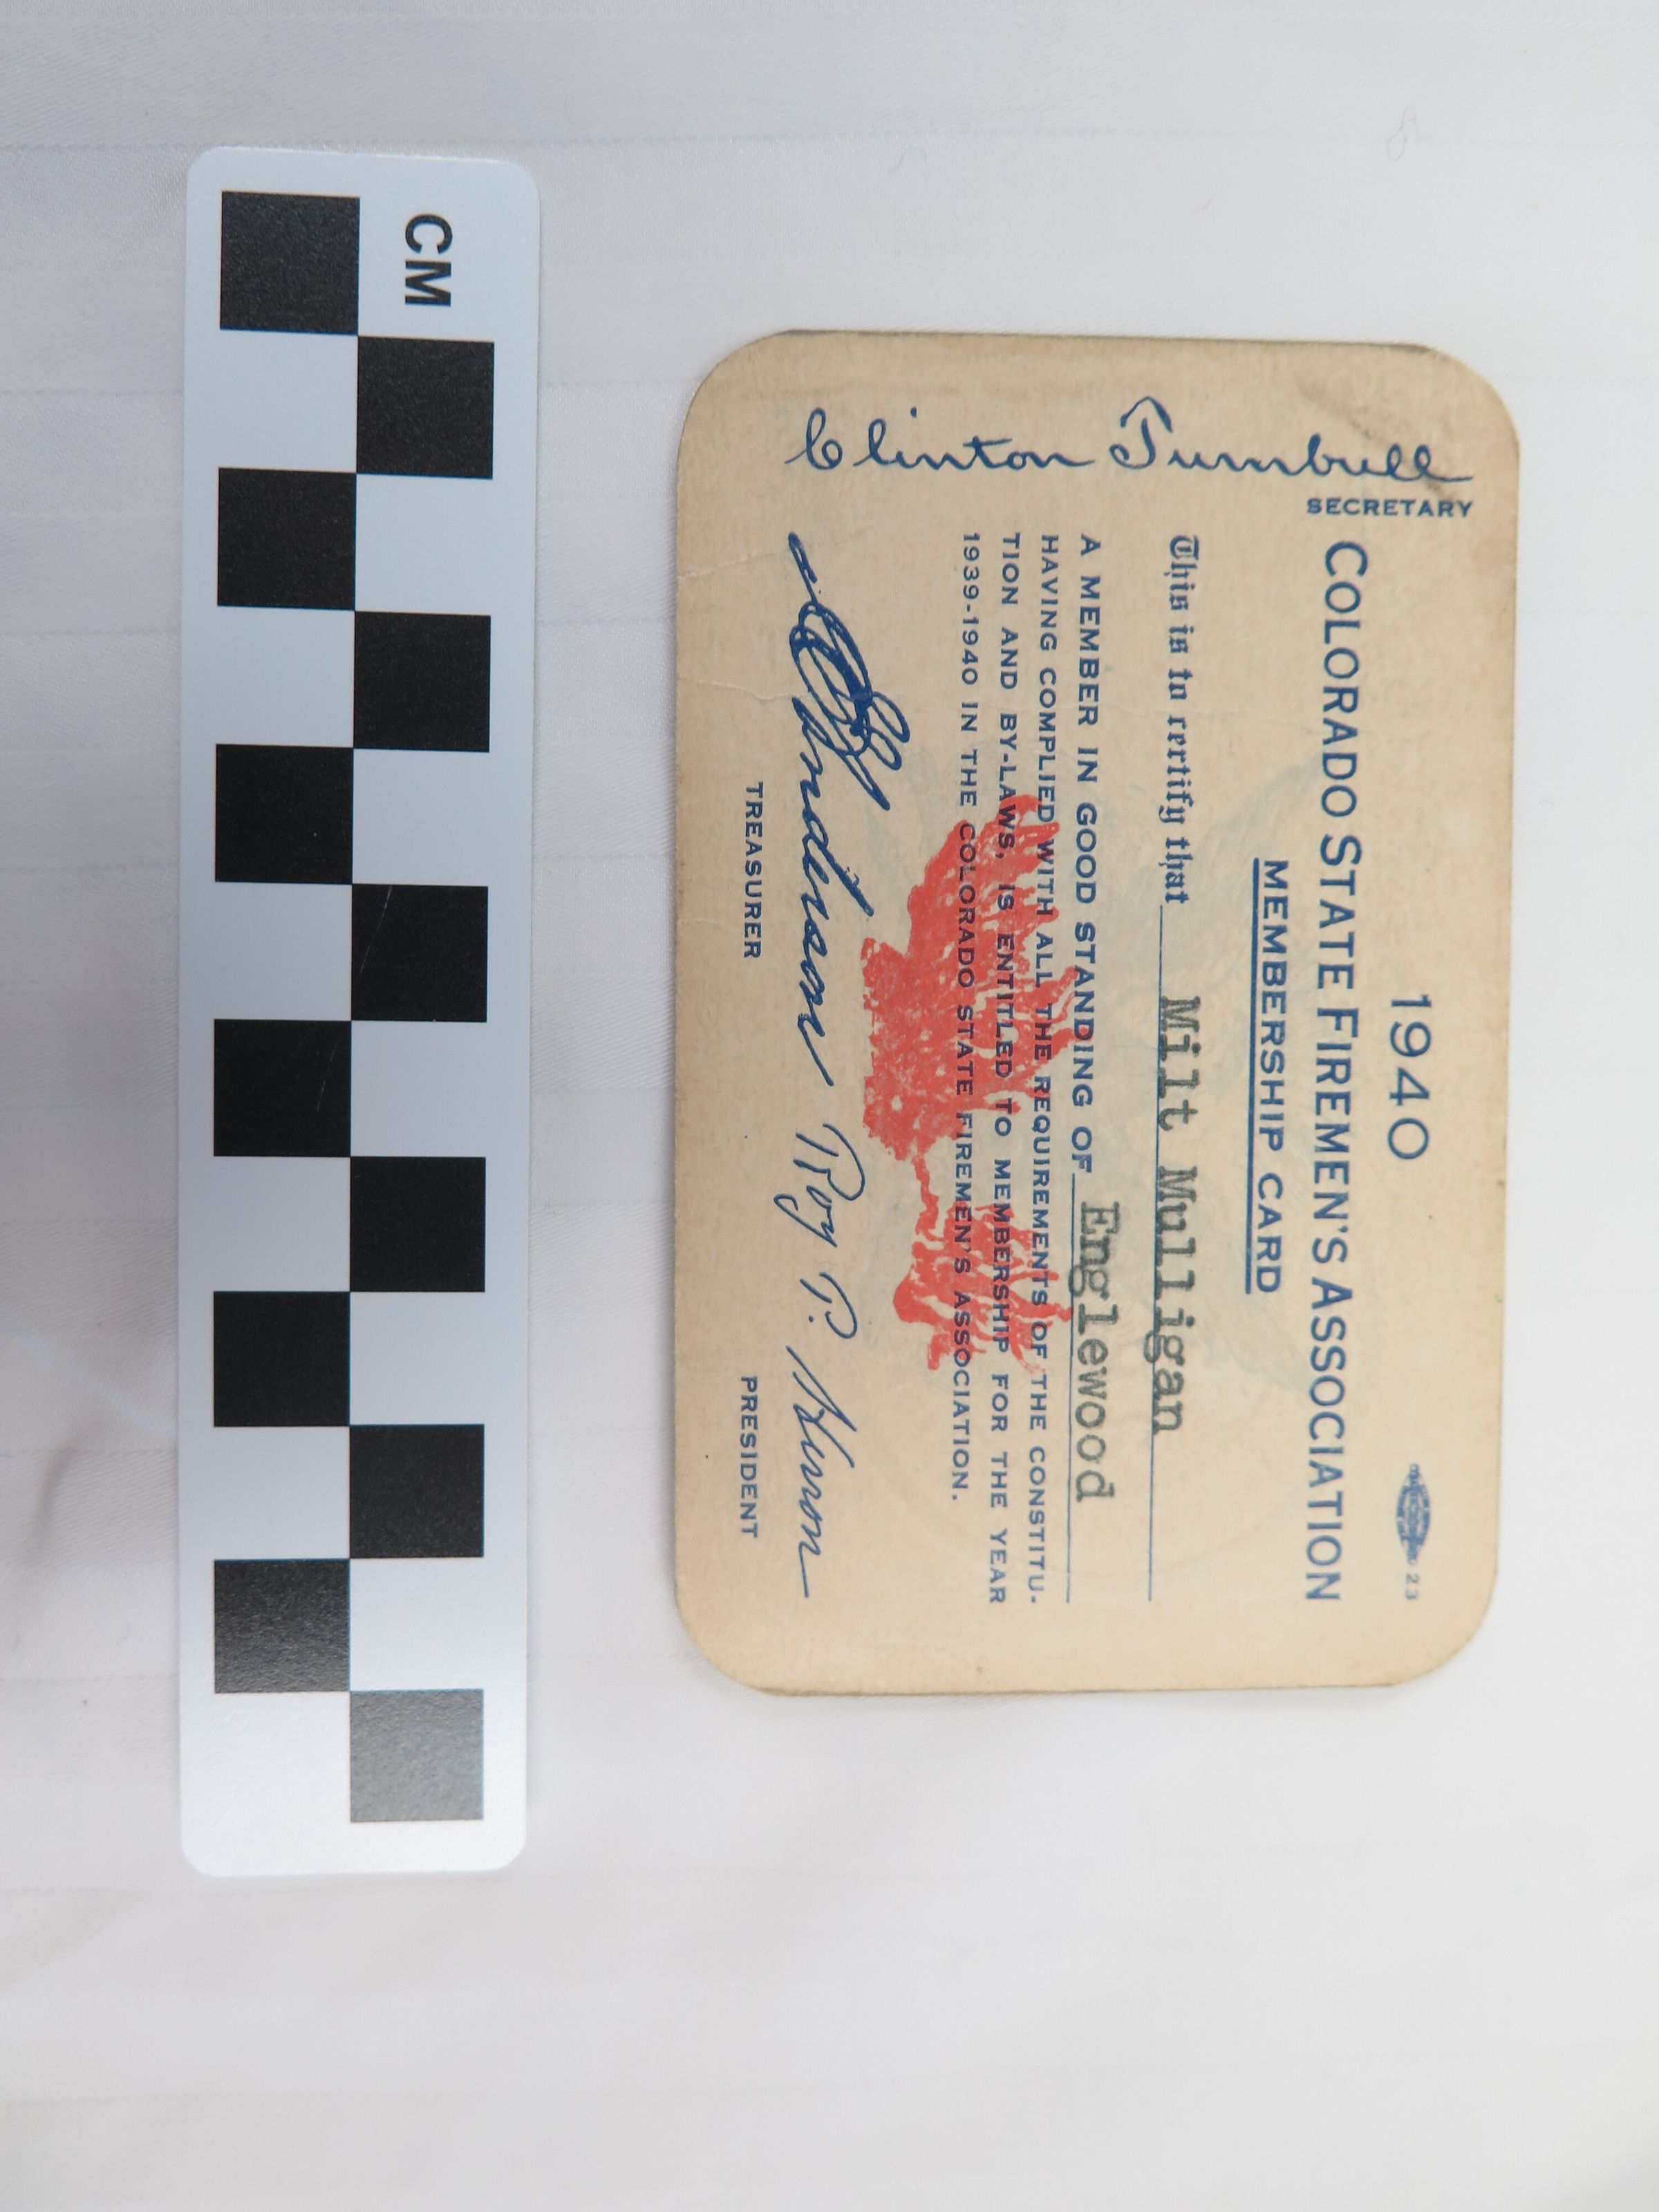 1940
23
COLORADO STATE FIREMEN'S ASSOCIATION
MEMBERSHIP CARD
This is to certify that Milt Mulligan
A MEMBER IN GOOD STANDING OF Englewood
HAVING COMPLIED WITH ALL THE REQUIREMENTS OF THE CONSTITU-
TION AND BY-LAWS, IS ENTITLED TO MEMBERSHIP FOR THE YEAR
1939-1940 IN THE COLORADO STATE FIREMEN'S ASSOCIATION.
Anderson Roy P.
TREASURER PRESIDENT
Clinton Turnbull
SECRETARY
CM